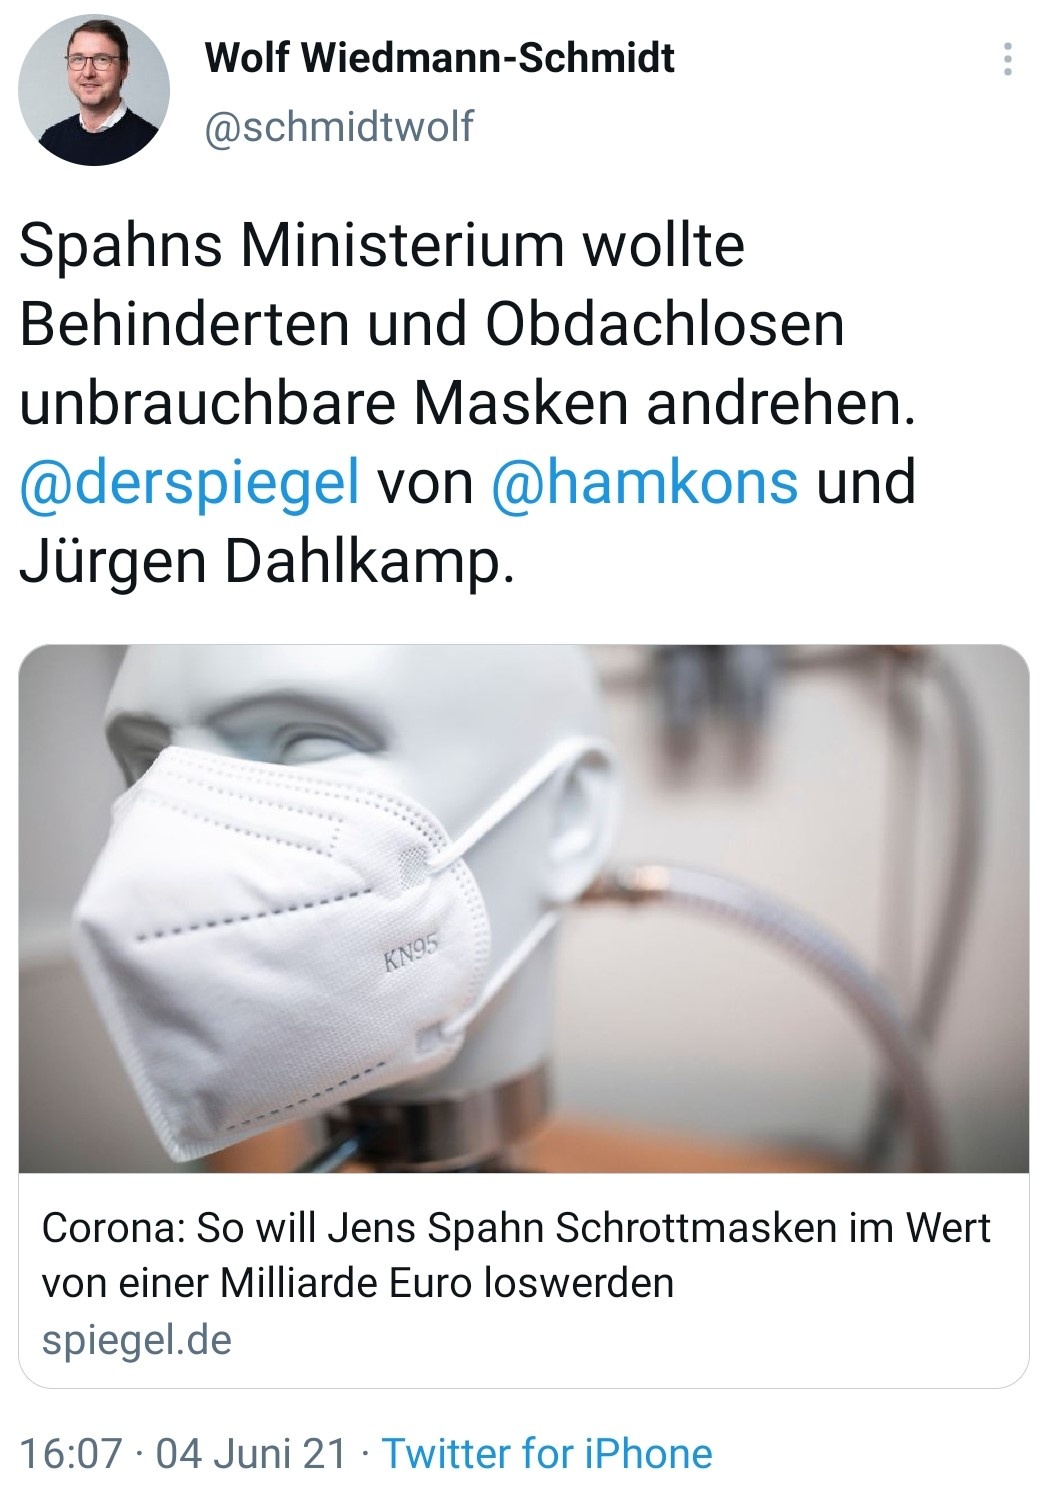 Wolf Wiedmann-Schmidt
@schmidtwolf
Spahns Ministerium wollte
Behinderten und Obdachlosen
unbrauchbare Masken andrehen.
@derspiegel von @hamkons und
Jürgen Dahlkamp.
KN95
Corona: So will Jens Spahn Schrottmasken im Wert
von einer Milliarde Euro loswerden
spiegel.de
16:07 · 04 Juni 21 · Twitter for iPhone